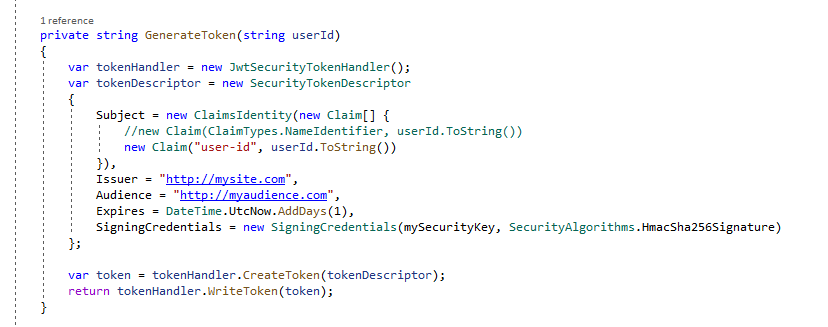 1 reference
private string GenerateToken(string userId)
{
var tokenHandler = new JwtSecurityTokenHandler();
var tokenDescriptor = new SecurityTokenDescriptor
{
Subject = new ClaimsIdentity(new Claim[] {
//new Claim(ClaimTypes.NameIdentifier, userId.ToString())
new Claim("user-id", userId.ToString())
}),
Issuer = "http://mysite.com",
Audience = "http://myaudience.com",
Expires = DateTime.UtcNow.AddDays(1),
SigningCredentials = new SigningCredentials(mySecurityKey, SecurityAlgorithms.HmacSha256Signature)
};
var token = tokenHandler.CreateToken(tokenDescriptor);
return tokenHandler.WriteToken(token);
}